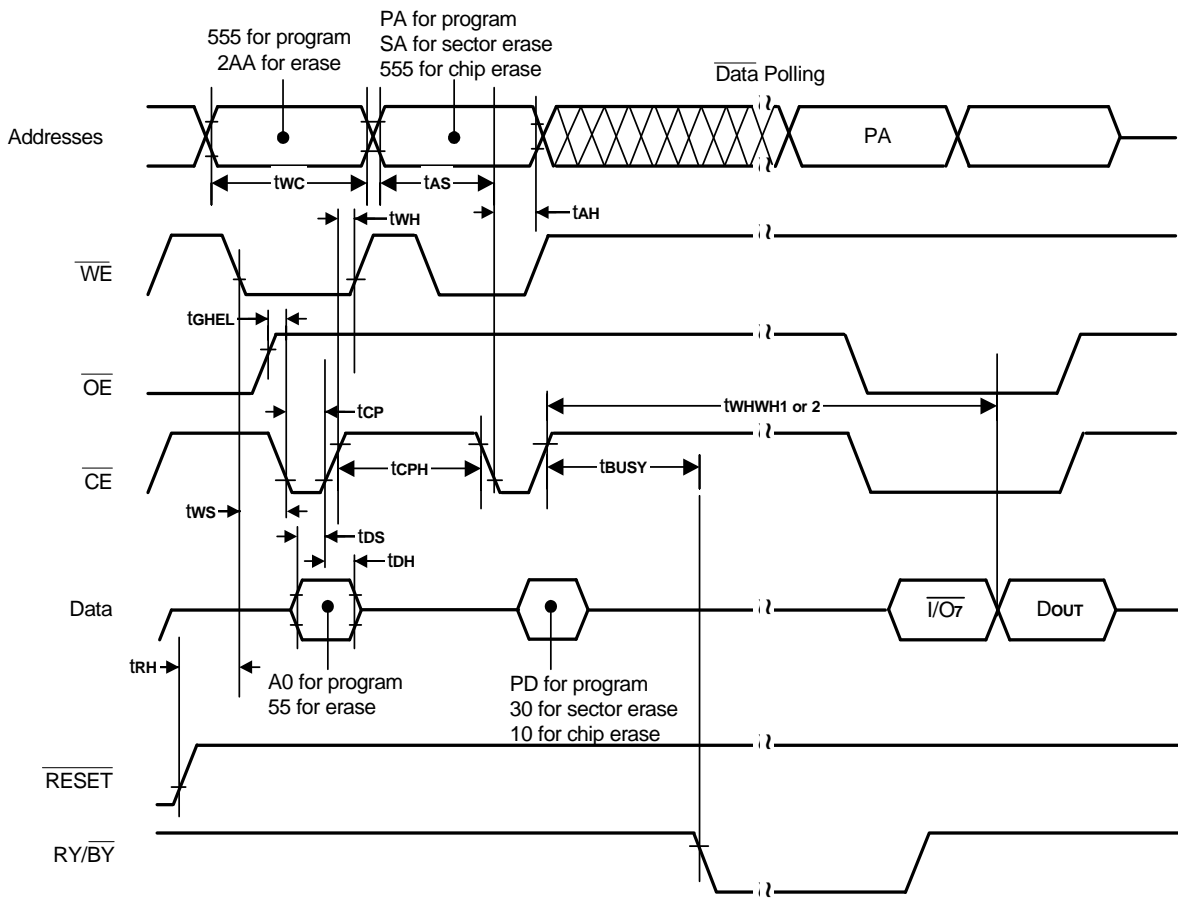 555 for program
2AA for erase
PA for program
SA for sector erase
555 for chip erase
Data Polling
Addresses
PA
tWC
tAS
tWH
tAH
WE
tGHEL
OE
tCP
tWHWH1 or 2
CE
tCPH
tBUSY
tWS
tDS
tDH
Data
I/O7
DOUT
tRH
A0 for program
55 for erase
PD for program
30 for sector erase
10 for chip erase
RESET
RY/BY